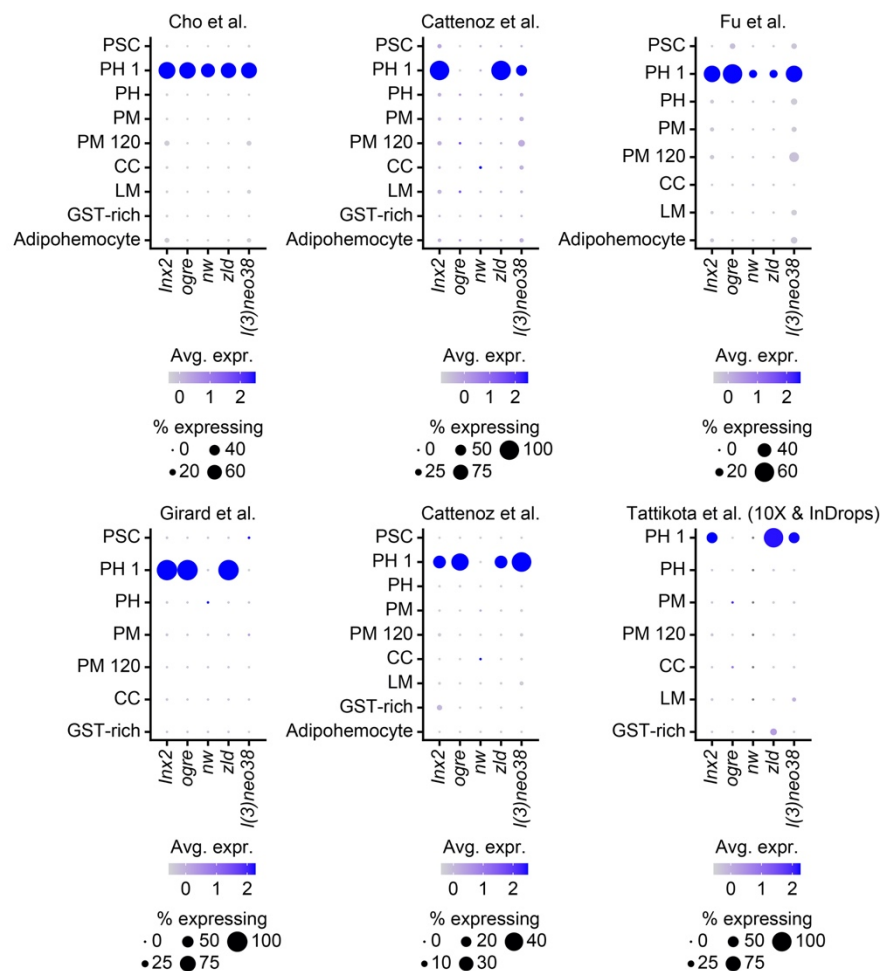 Cho et al.
PSC
PH 1
PH
PM
PM 120
CC
LM
GST-rich
Adipohemocyte
Inx2
ogre
nw
zld
l(3)neo38
Avg. expr.
0 1 2
% expressing
0 40
20 60
Cattenoz et al.
PSC
PH 1
PH
PM
PM 120
CC
LM
GST-rich
Adipohemocyte
Inx2
ogre
nw
zld
l(3)neo38
Avg. expr.
0 1 2
% expressing
0 50 100
25 75
Fu et al.
PSC
PH 1
PH
PM
PM 120
CC
LM
Adipohemocyte
Inx2
ogre
nw
zld
l(3)neo38
Avg. expr.
0 1 2
% expressing
0 40
20 60
Girard et al.
PSC
PH 1
PH
PM
PM 120
CC
GST-rich
Inx2
ogre
nw
zld
l(3)neo38
Avg. expr.
0 1 2
% expressing
0 50 100
25 75
Cattenoz et al.
PSC
PH 1
PH
PM
PM 120
CC
LM
GST-rich
Adipohemocyte
Inx2
ogre
nw
zld
l(3)neo38
Avg. expr.
0 1 2
% expressing
0 20 40
10 30
Tattikota et al. (10X & InDrops)
PH 1
PH
PM
PM 120
CC
LM
GST-rich
Inx2
ogre
nw
zld
l(3)neo38
Avg. expr.
0 1 2
% expressing
0 50 100
25 75